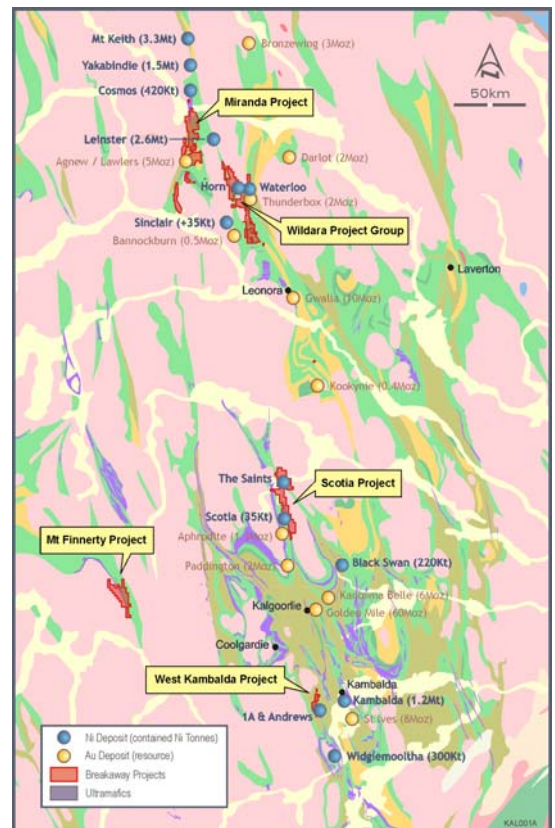 Mt Keith (3.3Mt)
Bronzewing (3Moz)
Yakabindie (1.5Mt)
Cosmos (420Kt)
50km
Miranda Project
Leinster (2.6Mt)
Agnew / Lawlers (5Moz)
Darlot (2Moz)
Horn
Waterloo
Thunderbox (2Moz)
Sinclair (+35Kt)
Wildara Project Group
Bannockburn (0.5Moz)
Laverton
Leonora
Gwalia (10Moz)
Kookynie (0.4Moz)
The Saints
Scotia Project
Scotia (35Kt)
Aphrodite
Mt Finnerty Project
Paddington (2Moz)
Black Swan (220Kt)
Kanowna Belle (6Moz)
Kalgoorlie
Golden Mile (60Moz)
Coolgardie
West Kambalda Project
Kambalda
Kambalda (1.2Mt)
1A & Andrews
St Ives (8Moz)
Widgiemooltha (300Kt)
Ni Deposit (contained Ni Tonnes)
Au Deposit (resource)
Breakaway Projects
Ultramafics
KAL001A